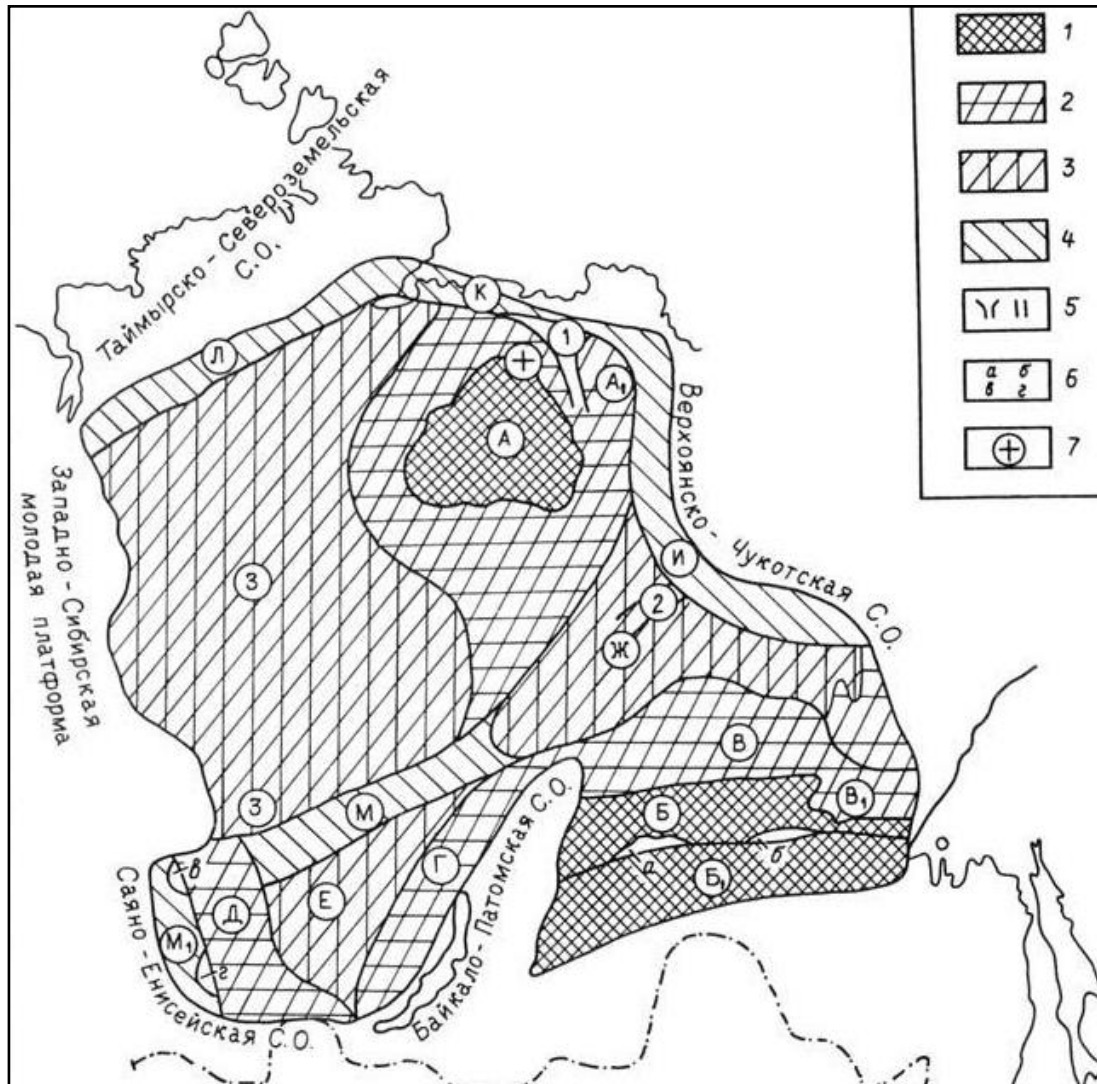 1
2
3
4
5
а б
в г
6
7
Таймырско - Североземельская
С.О.
К
1
Л
+
А₁
А
Верхоянско - Чукотская С.О.
Западно - Сибирская
молодая платформа
И
З
2
Ж
В
З
М
В₁
Б
а
б
Б₁
Г
Е
в
Д
М₁
г
Байкало - Патомская С.О.
Саяно - Енисейская С.О.